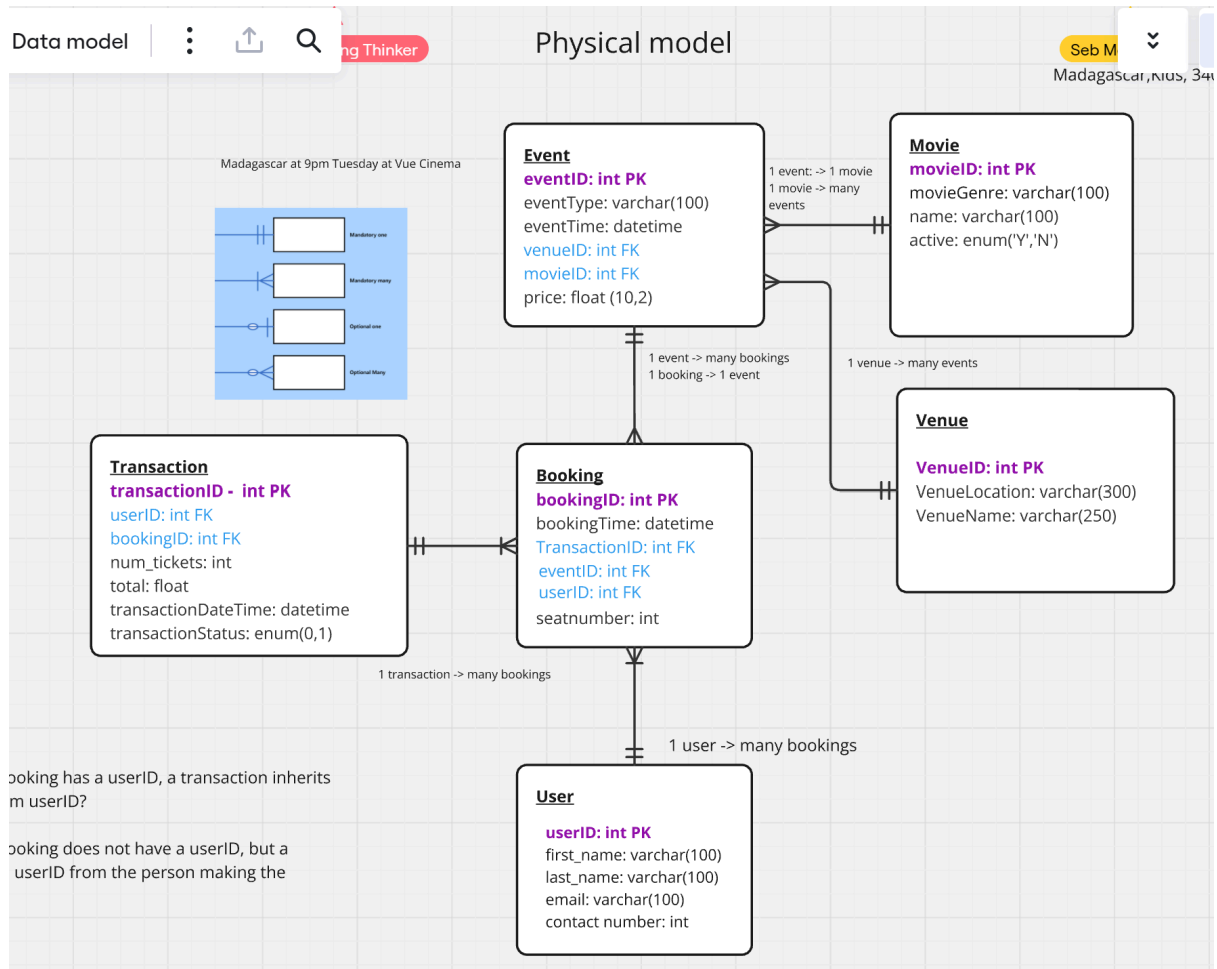 Data model
ng Thinker
Physical model
Seb M
Madagascar,Kids, 340
Madagascar at 9pm Tuesday at Vue Cinema
Mandatory one
Mandatory many
Optional one
Optional Many
Event
eventID: int PK
eventType: varchar(100)
eventTime: datetime
venueID: int FK
movieID: int FK
price: float (10,2)
1 event: -> 1 movie
1 movie -> many
events
Movie
movieID: int PK
movieGenre: varchar(100)
name: varchar(100)
active: enum('Y','N')
1 event -> many bookings
1 booking -> 1 event
1 venue -> many events
Venue
VenueID: int PK
VenueLocation: varchar(300)
VenueName: varchar(250)
Transaction
transactionID - int PK
userID: int FK
bookingID: int FK
num_tickets: int
total: float
transactionDateTime: datetime
transactionStatus: enum(0,1)
Booking
bookingID: int PK
bookingTime: datetime
TransactionID: int FK
eventID: int FK
userID: int FK
seatnumber: int
1 transaction -> many bookings
1 user -> many bookings
ooking has a userID, a transaction inherits
m userID?
ooking does not have a userID, but a
userID from the person making the
User
userID: int PK
first_name: varchar(100)
last_name: varchar(100)
email: varchar(100)
contact number: int